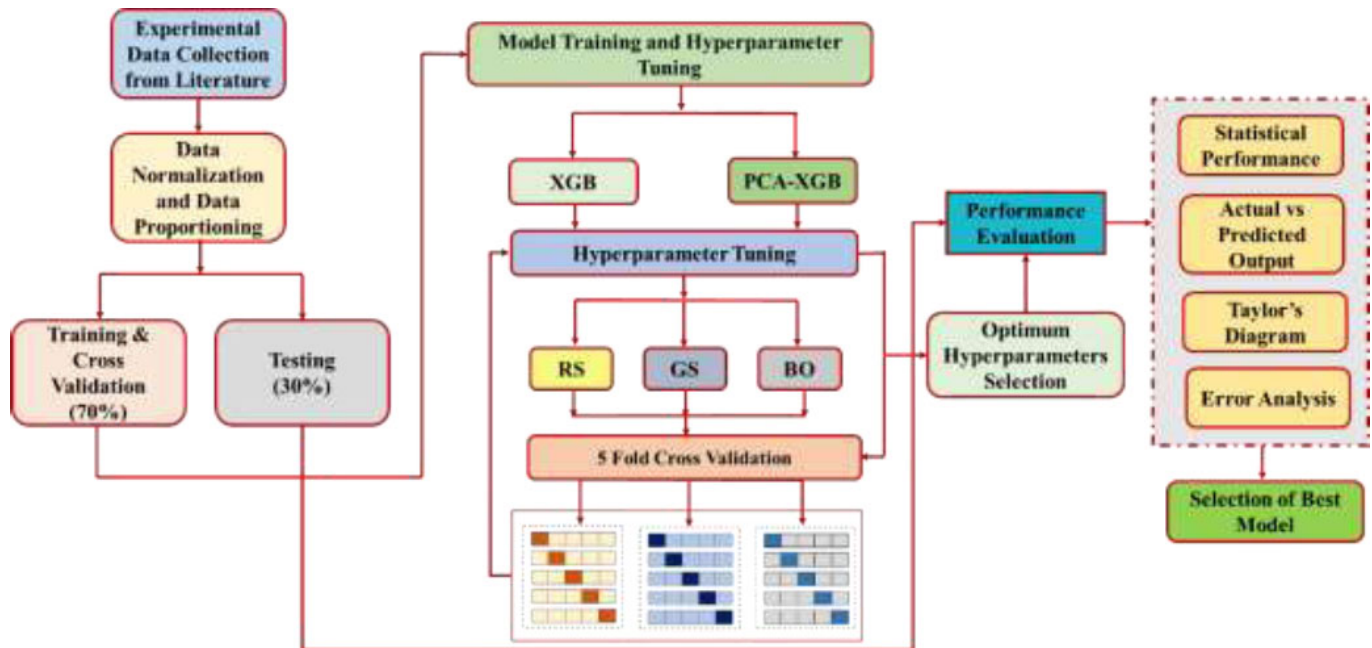 Experimental
Data Collection
from Literature
Data
Normalization
and Data
Proportioning
Training &
Cross
Validation
(70%)
Testing
(30%)
Model Training and Hyperparameter
Tuning
XGB
PCA-XGB
Hyperparameter Tuning
RS
GS
BO
5 Fold Cross Validation
Performance
Evaluation
Optimum
Hyperparameters
Selection
Statistical
Performance
Actual vs
Predicted
Output
Taylor's
Diagram
Error Analysis
Selection of Best
Model